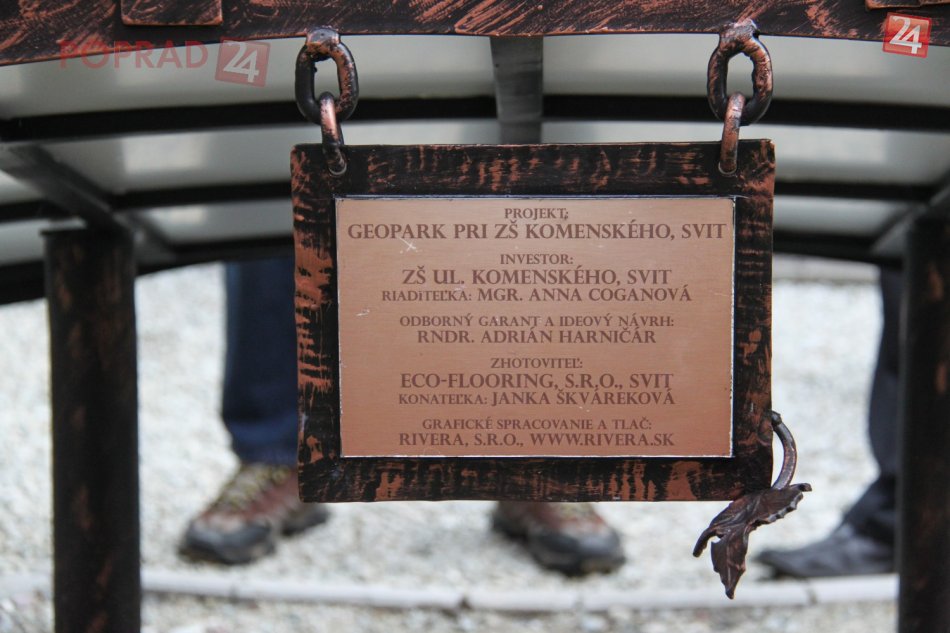 POPRAD 24
24
PROJEKT:
GEOPARK PRI ZŠ KOMENSKÉHO, SVIT
INVESTOR:
ZŠ UL. KOMENSKÉHO, SVIT
RIADITEĽKA: MGR. ANNA COGANOVÁ
ODBORNÝ GARANT A IDEOVÝ NÁVRH:
RNDR. ADRIÁN HARNIČÁR
ZHOTOVITEĽ:
ECO-FLOORING, S.R.O., SVIT
KONATEĽKA: JANKA ŠKVÁREKOVÁ
GRAFICKÉ SPRACOVANIE A TLAČ:
RIVERA, S.R.O., WWW.RIVERA.SK